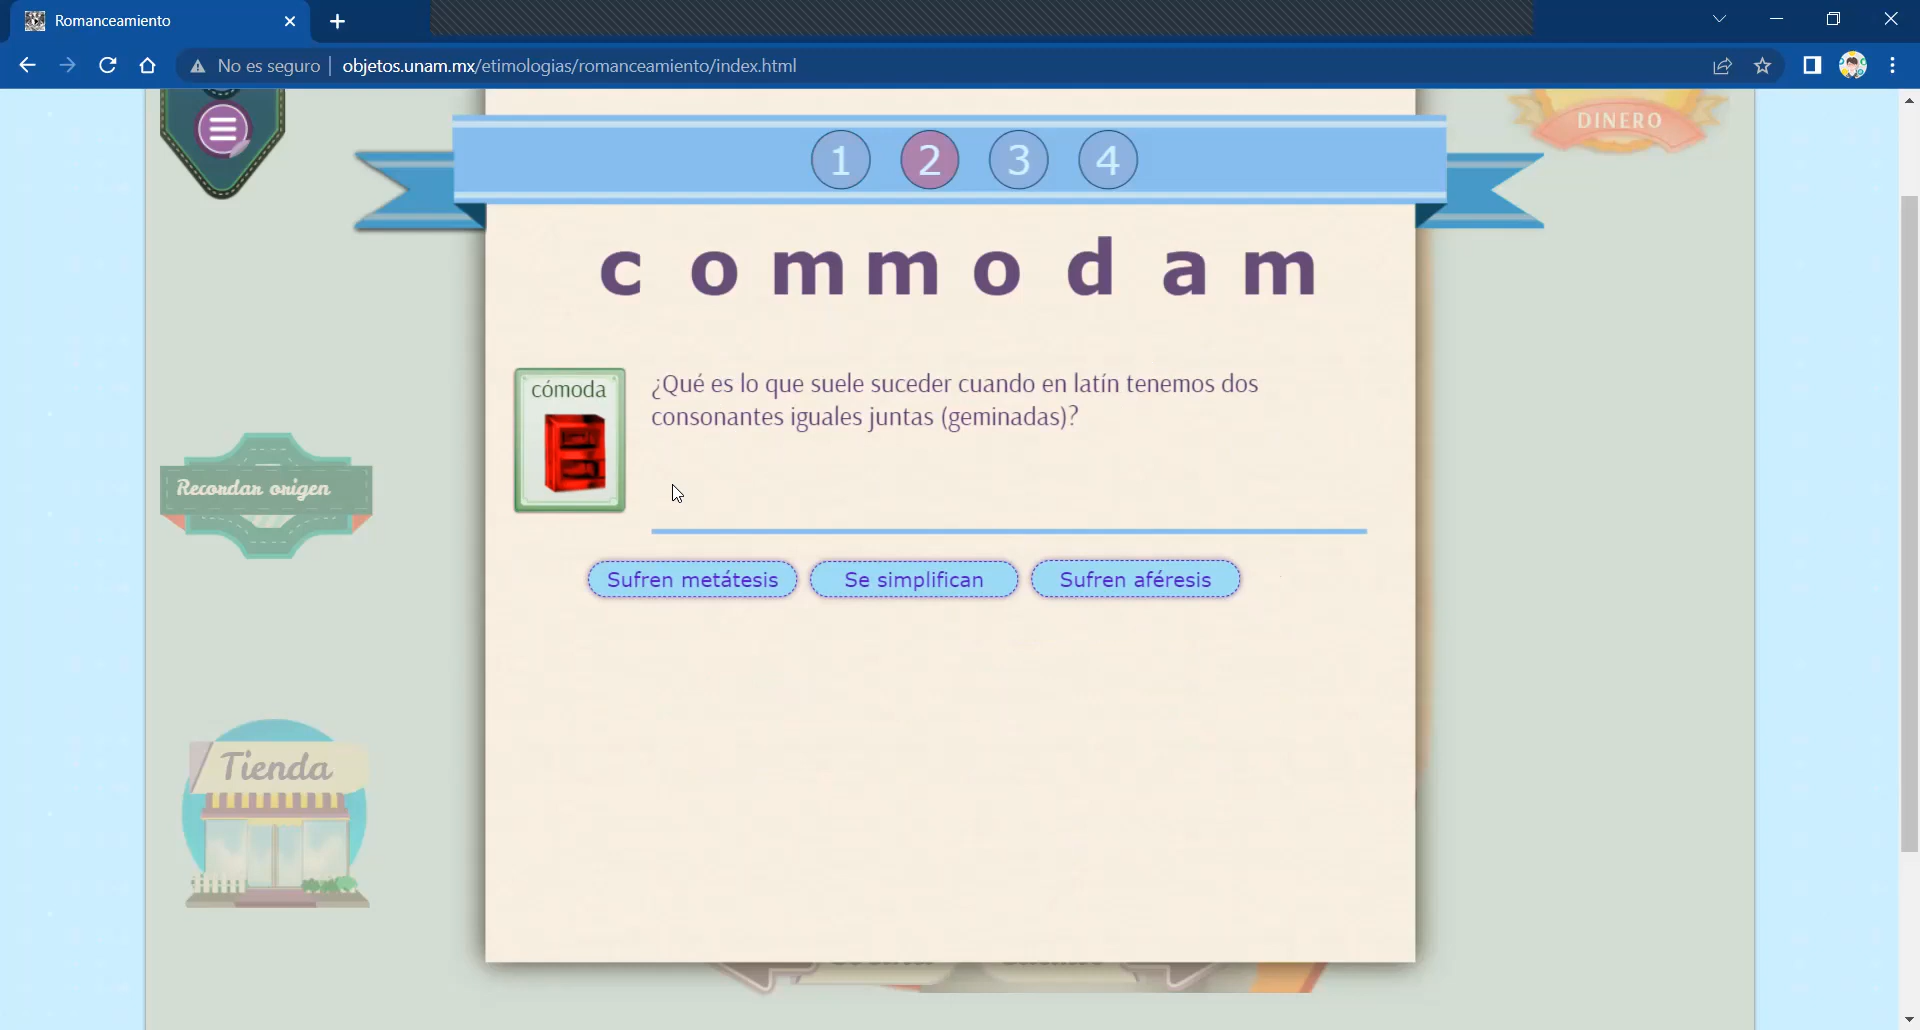 Romanceamiento
No es seguro | objetos.unam.mx/etimologias/romanceamiento/index.html
DINERO
1 2 3 4
c o m m o d a m
cómoda
¿Qué es lo que suele suceder cuando en latín tenemos dos
consonantes iguales juntas (geminadas)?
Recordar origen
Sufren metátesis
Se simplifican
Sufren aféresis
Tienda